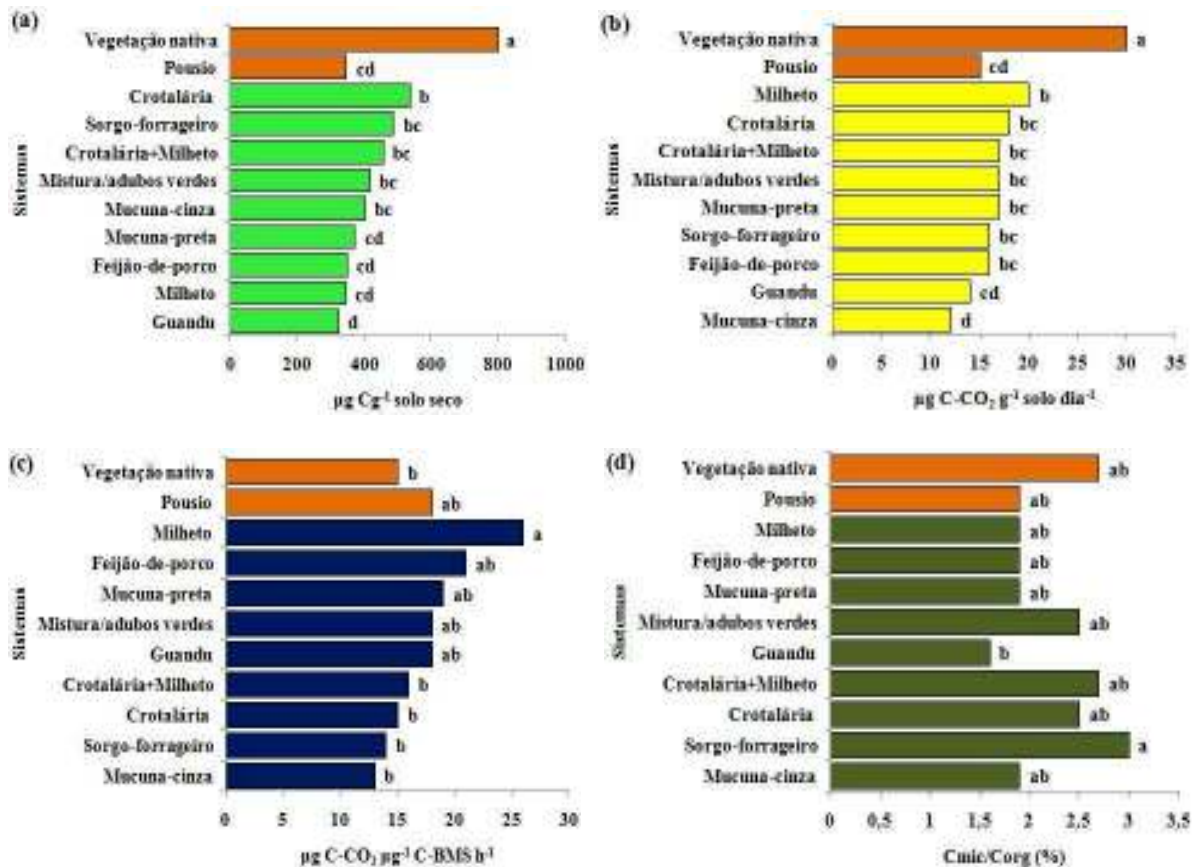 (a)
Sistemas
Vegetação nativa a
Pousio cd
Crotalária b
Sorgo-forrageiro bc
Crotalária+Milheto bc
Mistura/adubos verdes bc
Mucuna-cinza bc
Mucuna-preta cd
Feijão-de-porco cd
Milheto cd
Guandu d
0 200 400 600 800 1000
µg Cg⁻¹ solo seco
(b)
Sistemas
Vegetação nativa a
Pousio cd
Milheto b
Crotalária bc
Crotalária+Milheto bc
Mistura/adubos verdes bc
Mucuna-preta bc
Sorgo-forrageiro bc
Feijão-de-porco bc
Guandu cd
Mucuna-cinza d
0 5 10 15 20 25 30 35
µg C-CO₂ g⁻¹ solo dia⁻¹
(c)
Sistemas
Vegetação nativa b
Pousio ab
Milheto a
Feijão-de-porco ab
Mucuna-preta ab
Mistura/adubos verdes ab
Guandu ab
Crotalária+Milheto b
Crotalária b
Sorgo-forrageiro b
Mucuna-cinza b
0 5 10 15 20 25 30
µg C-CO₂ µg⁻¹ C-BMS h⁻¹
(d)
Sistemas
Vegetação nativa ab
Pousio ab
Milheto ab
Feijão-de-porco ab
Mucuna-preta ab
Mistura/adubos verdes ab
Guandu b
Crotalária+Milheto ab
Crotalária ab
Sorgo-forrageiro a
Mucuna-cinza ab
0 0,5 1 1,5 2 2,5 3 3,5
Cmic/Corg (%)